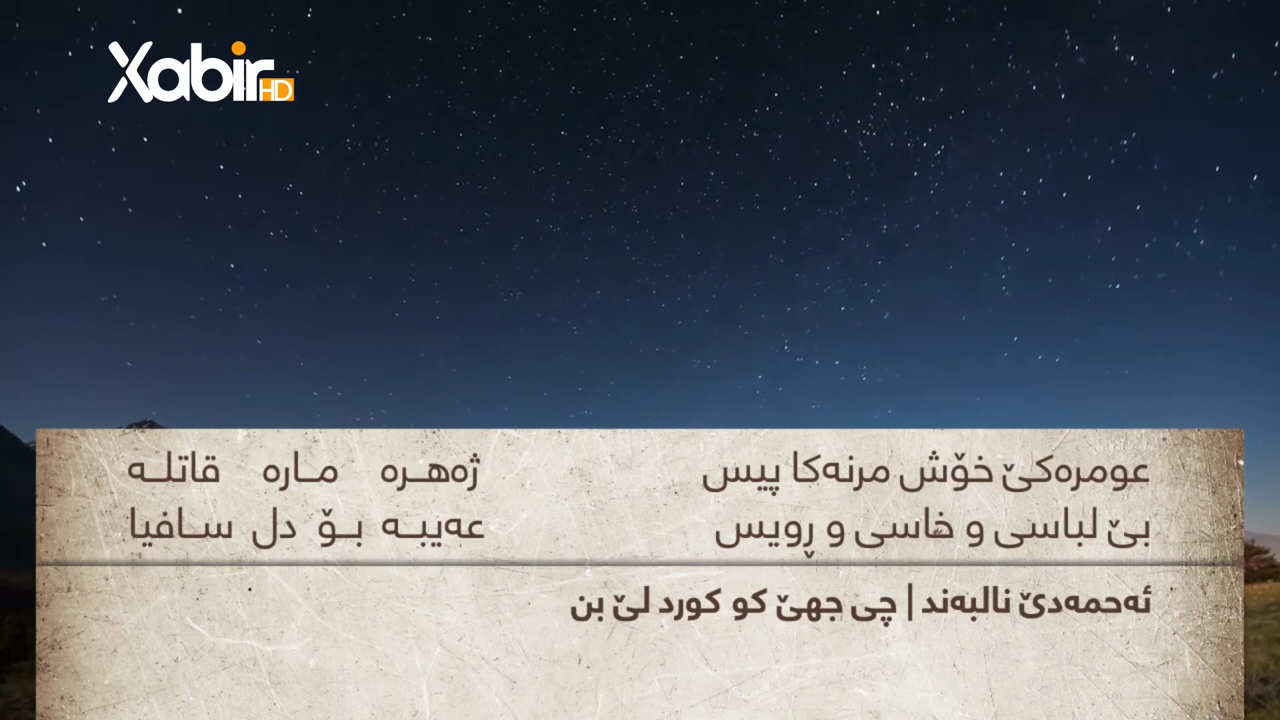 Xabir HD
عومرەکێ خۆش مرنەکا پیس ژەهـرە مـارە قاتلـە
بێ لباسی و خاسی و ڕویس عەیبـە بـۆ دل سـافیا
ئەحمەدێ نالبەند | چی جهێ کو کورد لێ بن